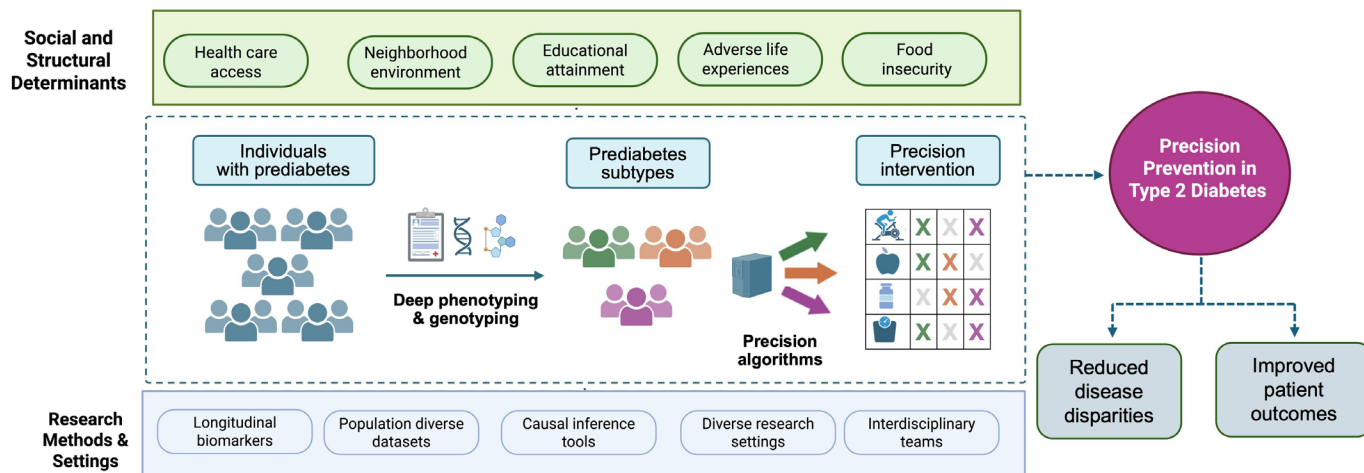 Social and
Structural
Determinants
Health care
access
Neighborhood
environment
Educational
attainment
Adverse life
experiences
Food
insecurity
Individuals
with prediabetes
Prediabetes
subtypes
Precision
intervention
Deep phenotyping
& genotyping
Precision
algorithms
X X X
X X X
X X X
X X X
Precision
Prevention in
Type 2 Diabetes
Reduced
disease
disparities
Improved
patient
outcomes
Research
Methods &
Settings
Longitudinal
biomarkers
Population diverse
datasets
Causal inference
tools
Diverse research
settings
Interdisciplinary
teams